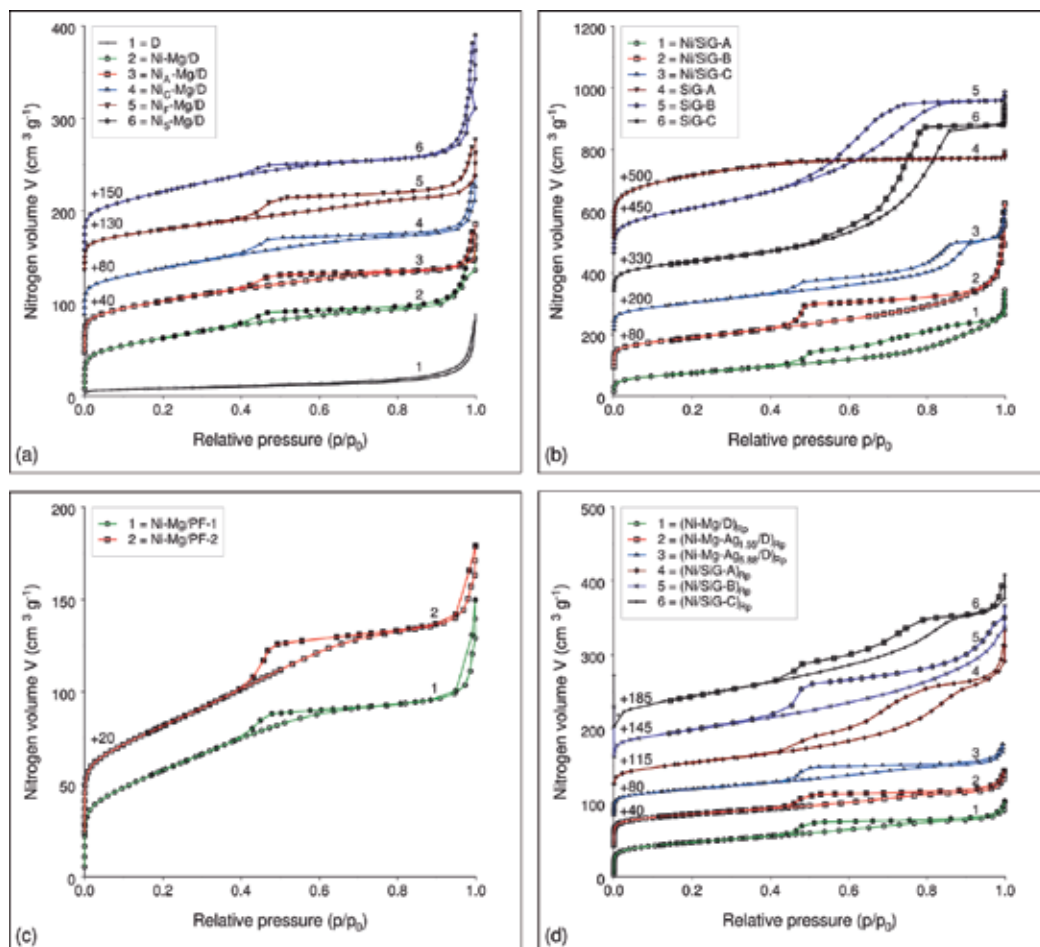 400
300
200
100
0
0.0 0.2 0.4 0.6 0.8 1.0
Nitrogen volume V (cm³ g⁻¹)
Relative pressure (p/p₀)
(a)
1 = D
2 = Ni-Mg/D
3 = Ni_A-Mg/D
4 = Ni_C-Mg/D
5 = Ni_F-Mg/D
6 = Ni_S-Mg/D
+150
+130
+80
+40
6
5
4
3
2
1
1200
1000
800
600
400
200
0
0.0 0.2 0.4 0.6 0.8 1.0
Nitrogen volume V (cm³ g⁻¹)
Relative pressure p/p₀
(b)
1 = Ni/SiG-A
2 = Ni/SiG-B
3 = Ni/SiG-C
4 = SiG-A
5 = SiG-B
6 = SiG-C
+500
+450
+330
+200
+80
5
6
4
3
2
1
200
150
100
50
0
0.0 0.2 0.4 0.6 0.8 1.0
Nitrogen volume V (cm³ g⁻¹)
Relative pressure (p/p₀)
(c)
1 = Ni-Mg/PF-1
2 = Ni-Mg/PF-2
+20
2
1
500
400
300
200
100
0
0.0 0.2 0.4 0.6 0.8 1.0
Nitrogen volume V (cm³ g⁻¹)
Relative pressure (p/p₀)
(d)
1 = (Ni-Mg/D)_Rp
4 = (Ni/SiG-A)_Rp
5 = (Ni/SiG-B)_Rp
6 = (Ni/SiG-C)_Rp
+185
+145
+115
+80
+40
6
5
4
3
2
1